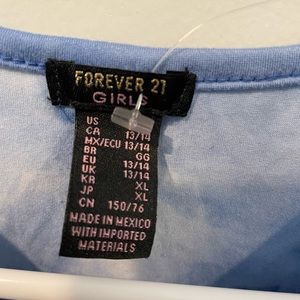 FOREVER 21
GIRLS
US 13/14
CA 13/14
MX/ECU 13/14
BR GG
EU 13/14
UK 13/14
KR XL
JP XL
CN 150/76
MADE IN MEXICO
WITH IMPORTED
MATERIALS